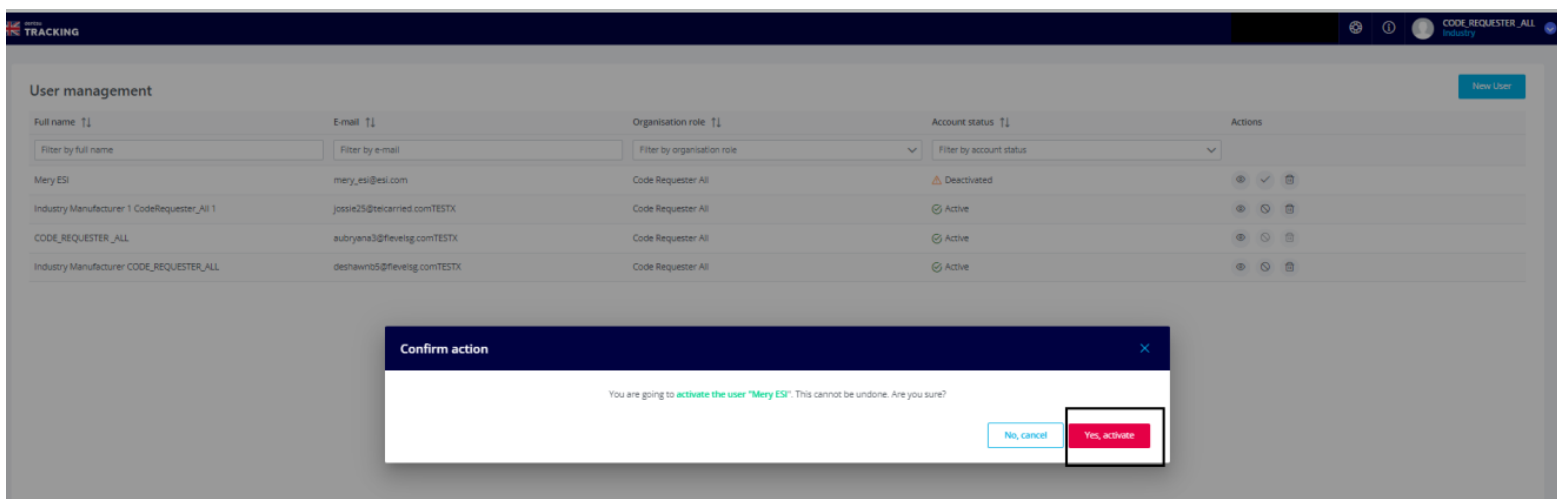 TRACKING
CODE_REQUESTER_ALL
Industry
User management
New User
Full name E-mail Organisation role Account status Actions
Filter by full name Filter by e-mail Filter by organisation role Filter by account status
Mery ESI mery_esi@esi.com Code Requester All Deactivated
Industry Manufacturer 1 CodeRequester_All 1 jossie25@telcarried.comTESTX Code Requester All Active
CODE_REQUESTER_ALL aubryana3@flevelsg.comTESTX Code Requester All Active
Industry Manufacturer CODE_REQUESTER_ALL deshawnb5@flevelsg.comTESTX Code Requester All Active
Confirm action
You are going to activate the user "Mery ESI". This cannot be undone. Are you sure?
No, cancel Yes, activate